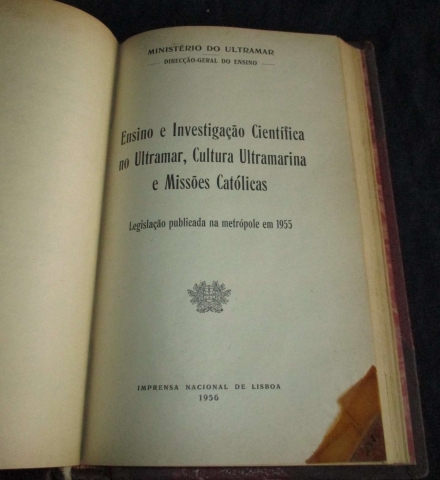 MINISTÉRIO DO ULTRAMAR
DIRECÇÃO-GERAL DO ENSINO
Ensino e Investigação Científica
no Ultramar, Cultura Ultramarina
e Missões Católicas
Legislação publicada na metrópole em 1955
IMPRENSA NACIONAL DE LISBOA
1956